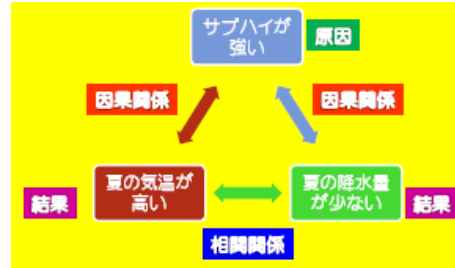 サブハイが
強い
原因
因果関係
因果関係
夏の気温が
高い
夏の降水量
が少ない
結果
結果
相関関係